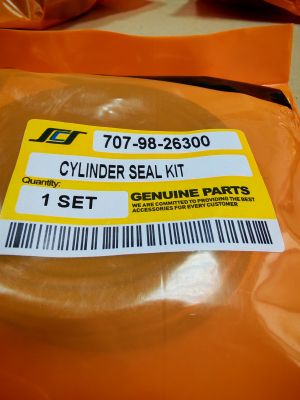 SCS
707-98-26300
CYLINDER SEAL KIT
Quantity:
1 SET
GENUINE PARTS
WE ARE COMMITTED TO PROVIDING THE BEST
ACCESSORIES FOR EVERY CUSTOMER